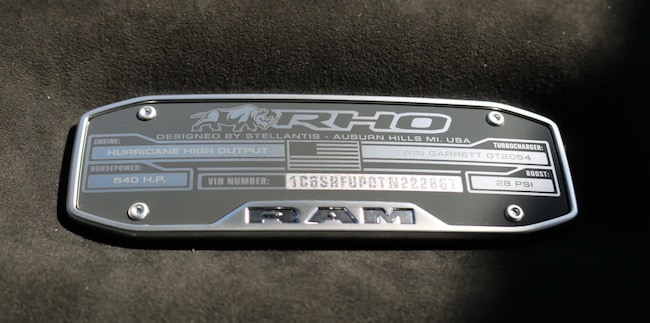 RHO
DESIGNED BY STELLANTIS - AUBURN HILLS MI. USA
ENGINE:
HURRICANE HIGH OUTPUT
TURBOCHARGER:
TWIN GARRETT GT2054
HORSEPOWER:
540 H.P.
VIN NUMBER:
BOOST:
28 PSI
RAM